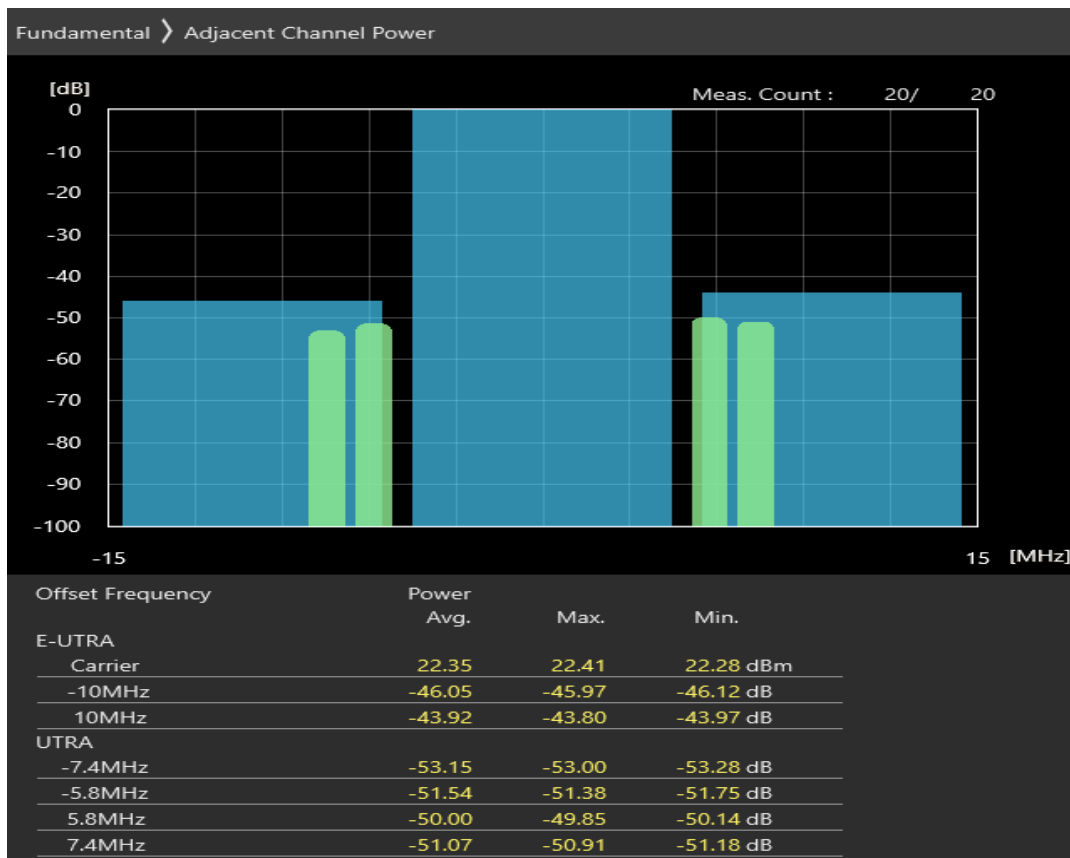 Fundamental 〉 Adjacent Channel Power
[dB]
Meas. Count : 20/ 20
0
-10
-20
-30
-40
-50
-60
-70
-80
-90
-100
-15 15 [MHz]
Offset Frequency Power
Avg. Max. Min.
E-UTRA
Carrier 22.35 22.41 22.28 dBm
-10MHz -46.05 -45.97 -46.12 dB
10MHz -43.92 -43.80 -43.97 dB
UTRA
-7.4MHz -53.15 -53.00 -53.28 dB
-5.8MHz -51.54 -51.38 -51.75 dB
5.8MHz -50.00 -49.85 -50.14 dB
7.4MHz -51.07 -50.91 -51.18 dB